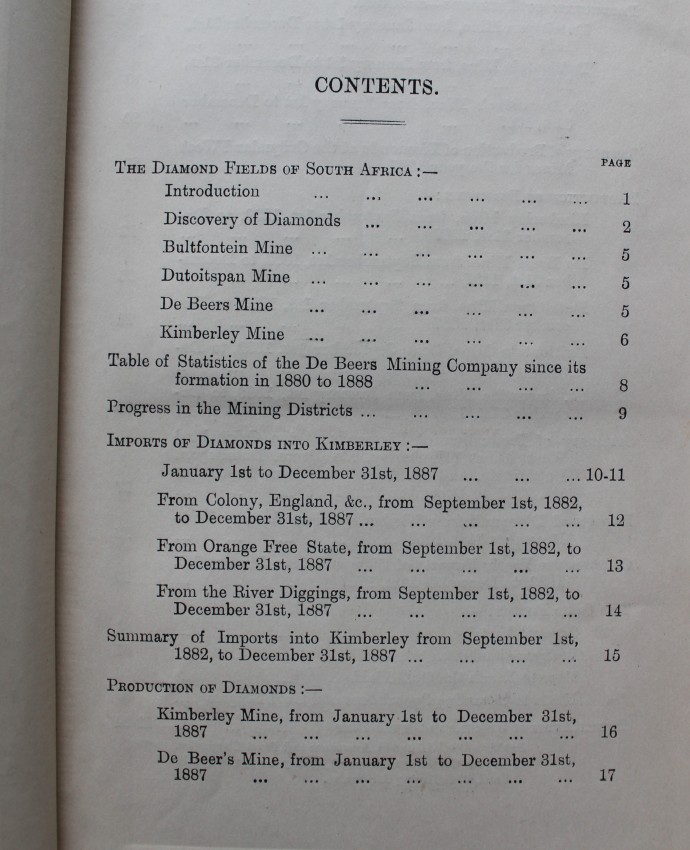 CONTENTS.
PAGE
THE DIAMOND FIELDS OF SOUTH AFRICA :—
Introduction ... ... ... ... ... ... 1
Discovery of Diamonds ... ... ... ... ... 2
Bultfontein Mine ... ... ... ... ... ... 5
Dutoitspan Mine ... ... ... ... ... ... 5
De Beers Mine ... ... ... ... ... ... 5
Kimberley Mine ... ... ... ... ... ... 6
Table of Statistics of the De Beers Mining Company since its
formation in 1880 to 1888 ... ... ... ... 8
Progress in the Mining Districts ... ... ... ... ... 9
IMPORTS OF DIAMONDS INTO KIMBERLEY :—
January 1st to December 31st, 1887 ... ... ... 10-11
From Colony, England, &c., from September 1st, 1882,
to December 31st, 1887 ... ... ... ... ... 12
From Orange Free State, from September 1st, 1882, to
December 31st, 1887 ... ... ... ... ... 13
From the River Diggings, from September 1st, 1882, to
December 31st, 1887 ... ... ... ... ... 14
Summary of Imports into Kimberley from September 1st,
1882, to December 31st, 1887 ... ... ... ... 15
PRODUCTION OF DIAMONDS :—
Kimberley Mine, from January 1st to December 31st,
1887 ... ... ... ... ... ... ... 16
De Beer's Mine, from January 1st to December 31st,
1887 ... ... ... ... ... ... ... 17